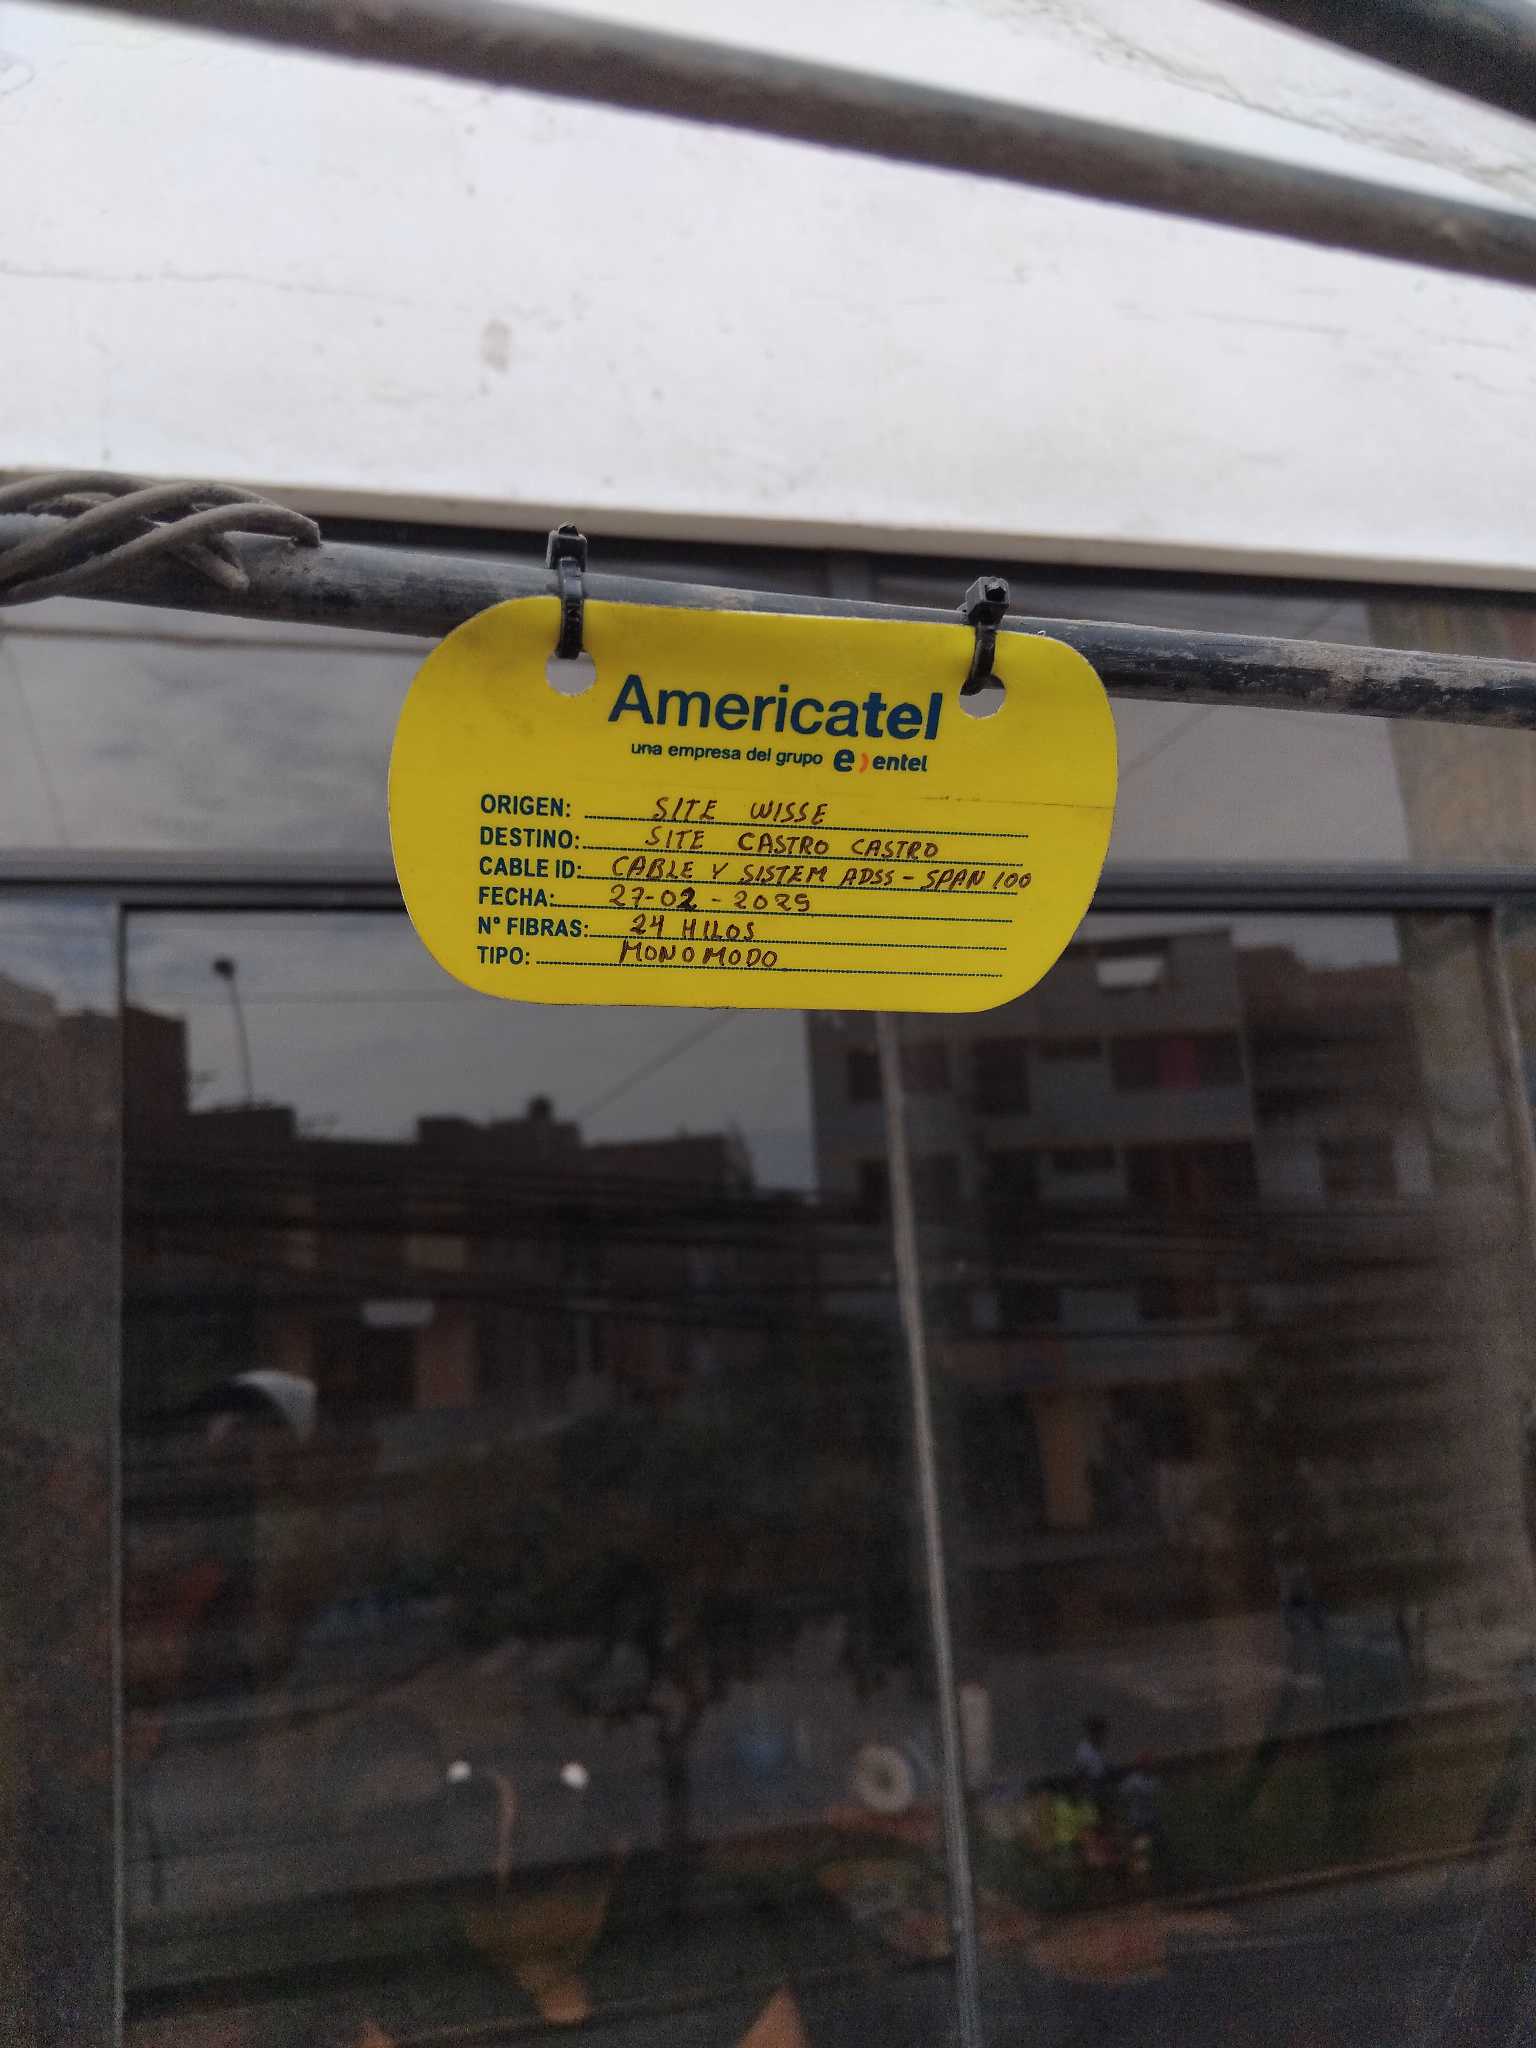 Americatel
una empresa del grupo entel
ORIGEN: SITE WISSE
DESTINO: SITE CASTRO CASTRO
CABLE ID: CABLE Y SISTEM ADSS - SPAN 100
FECHA: 27-02-2025
N° FIBRAS: 24 HILOS
TIPO: MONOMODO